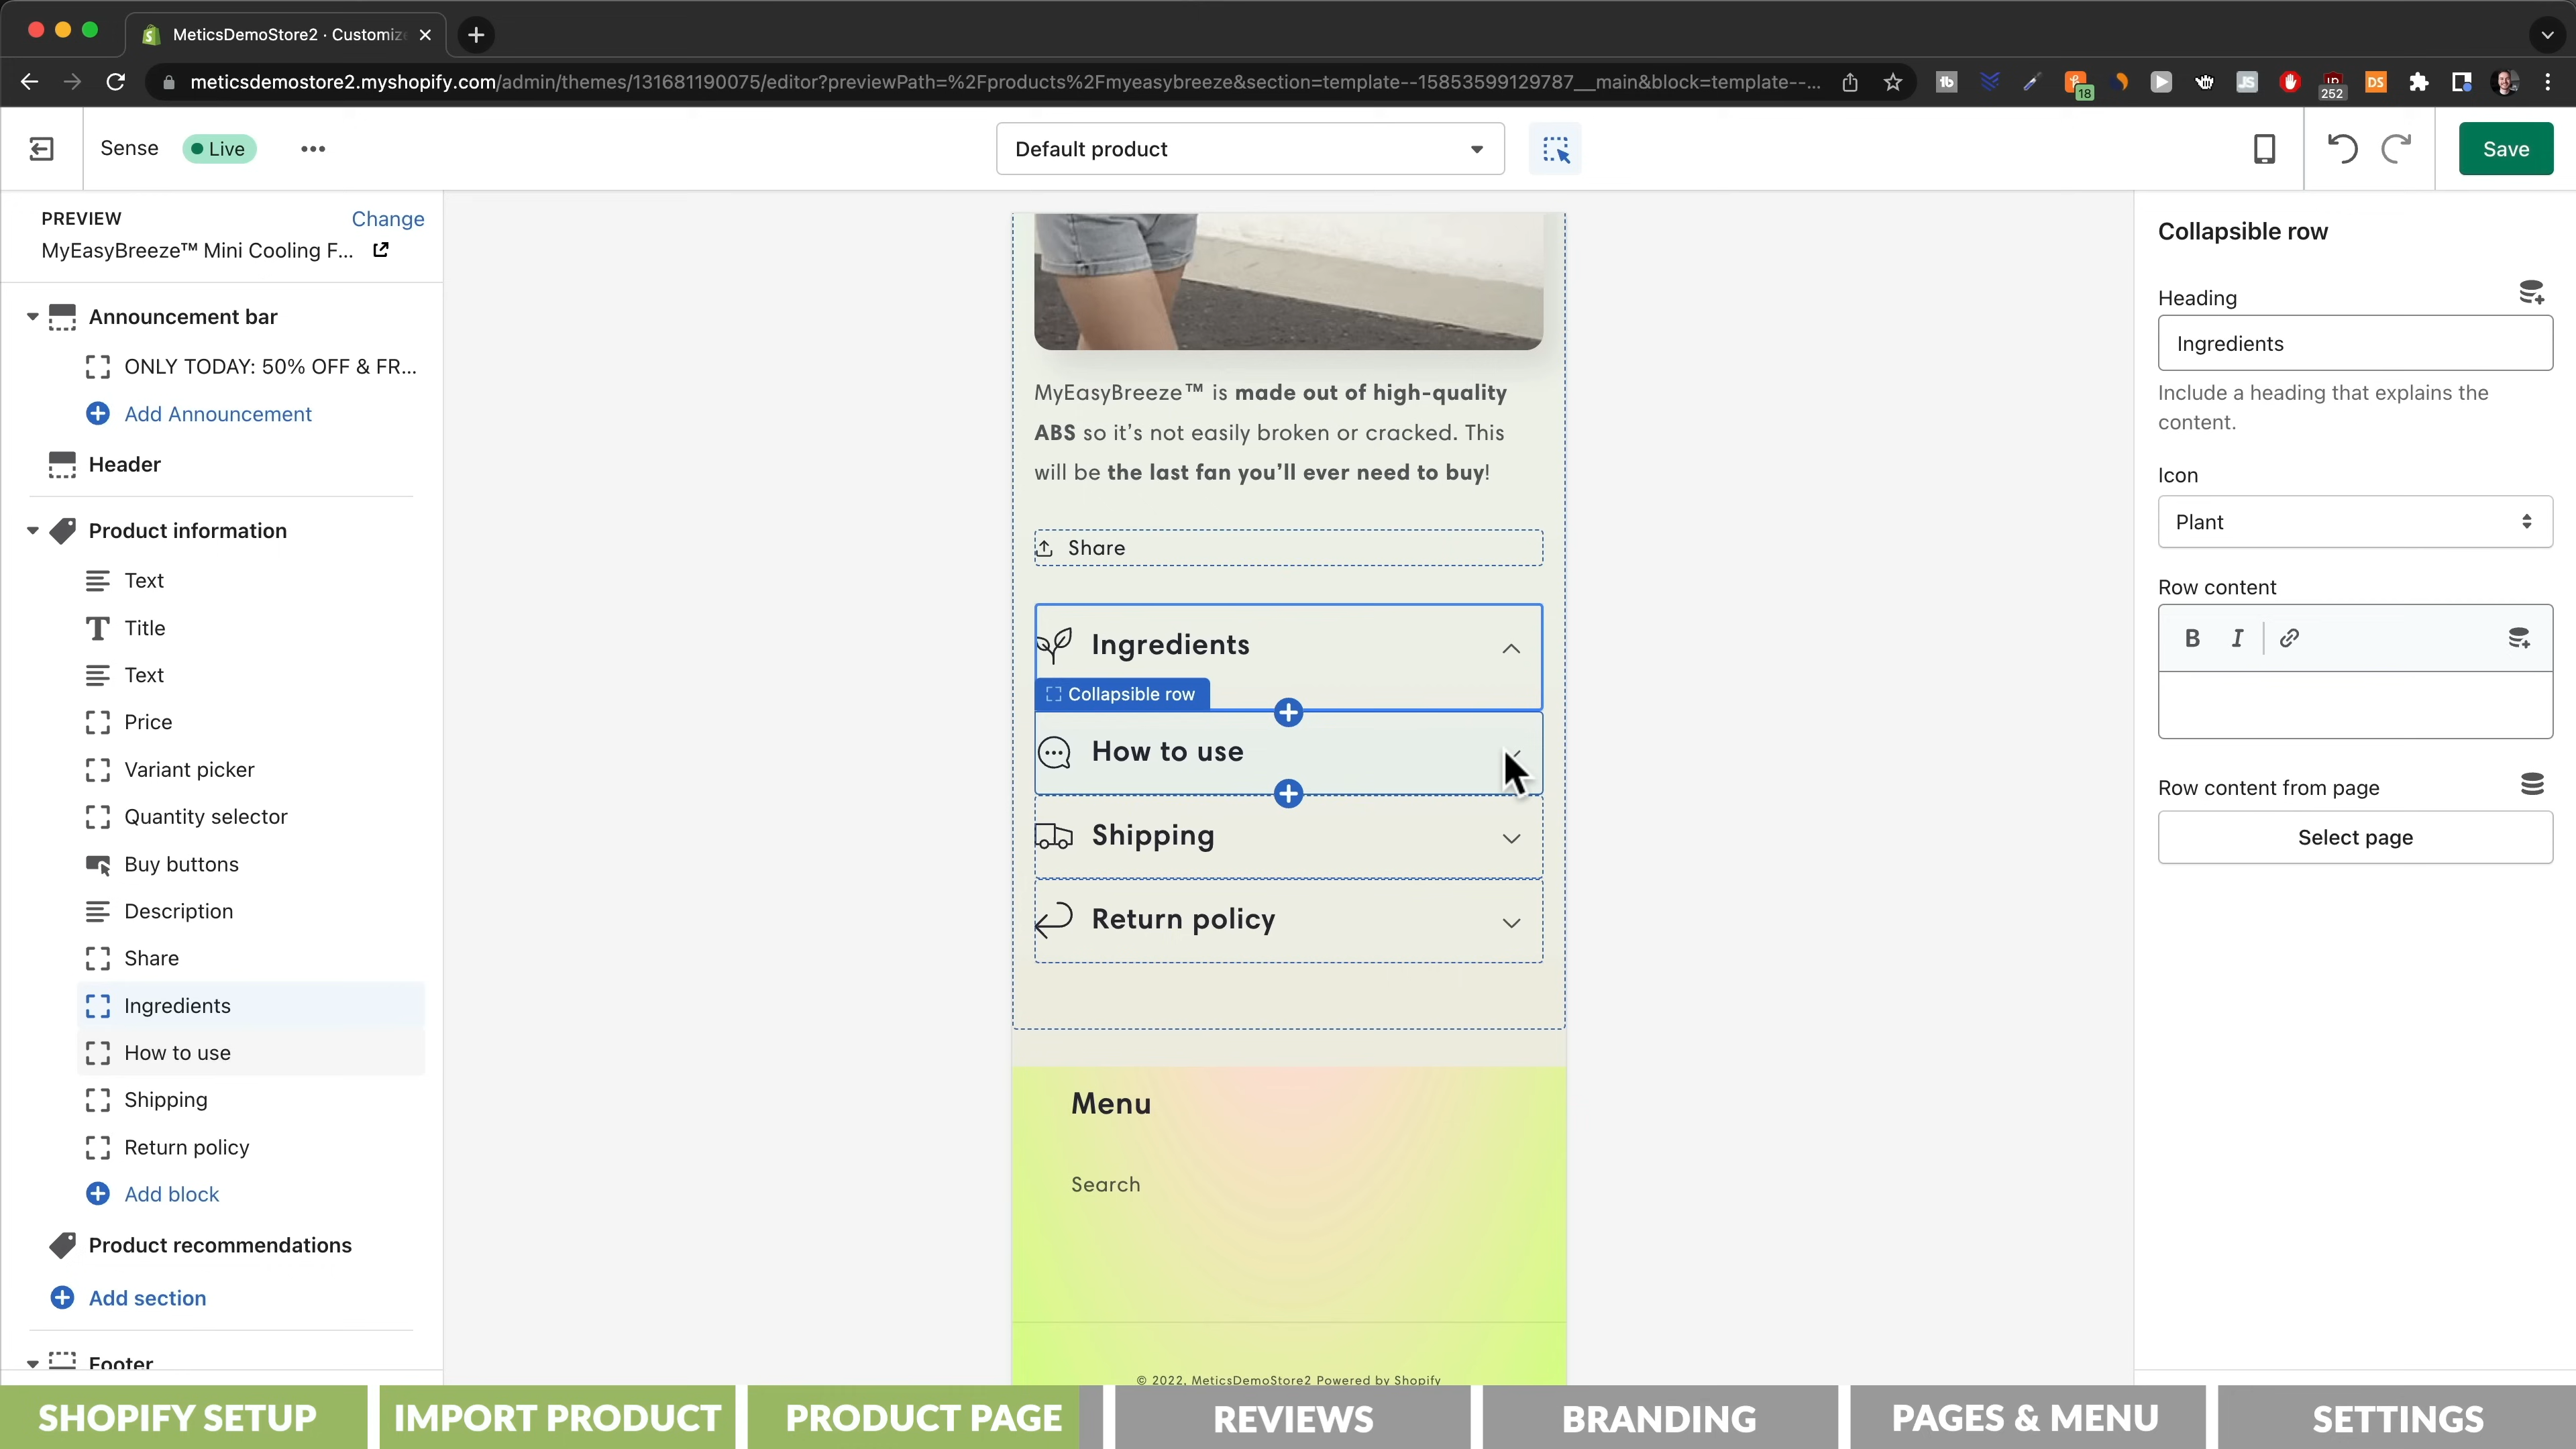 MeticsDemoStore2 · Customize
meticsdemostore2.myshopify.com/admin/themes/131681190075/editor?previewPath=%2Fproducts%2Fmyeasybreeze&section=template--15853599129787__main&block=template--...
18
252
DS
JS
Sense
Live
Default product
Save
PREVIEW
Change
MyEasyBreeze™ Mini Cooling F...
Announcement bar
ONLY TODAY: 50% OFF & FR...
Add Announcement
Header
Product information
Text
Title
Text
Price
Variant picker
Quantity selector
Buy buttons
Description
Share
Ingredients
How to use
Shipping
Return policy
Add block
Product recommendations
Add section
Footer
MyEasyBreeze™ is made out of high-quality
ABS so it's not easily broken or cracked. This
will be the last fan you'll ever need to buy!
Share
Ingredients
Collapsible row
How to use
Shipping
Return policy
Menu
Search
© 2022, MeticsDemoStore2 Powered by Shopify
Collapsible row
Heading
Ingredients
Include a heading that explains the
content.
Icon
Plant
Row content
B I
Row content from page
Select page
SHOPIFY SETUP
IMPORT PRODUCT
PRODUCT PAGE
REVIEWS
BRANDING
PAGES & MENU
SETTINGS